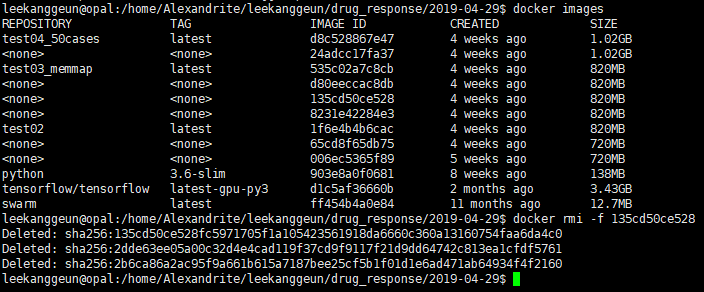 leekanggeun@opal:/home/Alexandrite/leekanggeun/drug_response/2019-04-29$ docker images
REPOSITORY TAG IMAGE ID CREATED SIZE
test04_50cases latest d8c528867e47 4 weeks ago 1.02GB
<none> <none> 24adcc17fa37 4 weeks ago 1.02GB
test03_memmap latest 535c02a7c8cb 4 weeks ago 820MB
<none> <none> d80eeccac8db 4 weeks ago 820MB
<none> <none> 135cd50ce528 4 weeks ago 820MB
<none> <none> 8231e42284e3 4 weeks ago 820MB
test02 latest 1f6e4b4b6cac 4 weeks ago 820MB
<none> <none> 65cd8f65db75 4 weeks ago 720MB
<none> <none> 006ec5365f89 5 weeks ago 720MB
python 3.6-slim 903e8a0f0681 8 weeks ago 138MB
tensorflow/tensorflow latest-gpu-py3 d1c5af36660b 2 months ago 3.43GB
swarm latest ff454b4a0e84 11 months ago 12.7MB
leekanggeun@opal:/home/Alexandrite/leekanggeun/drug_response/2019-04-29$ docker rmi -f 135cd50ce528
Deleted: sha256:135cd50ce528fc5971705f1a105423561918da6660c360a13160754faa6da4c0
Deleted: sha256:2dde63ee05a00c32d4e4cad119f37cd9f9117f21d9dd64742c813ea1cfdf5761
Deleted: sha256:2b6ca86a2ac95f9a661b615a7187bee25cf5b1f01d1e6ad471ab64934f4f2160
leekanggeun@opal:/home/Alexandrite/leekanggeun/drug_response/2019-04-29$